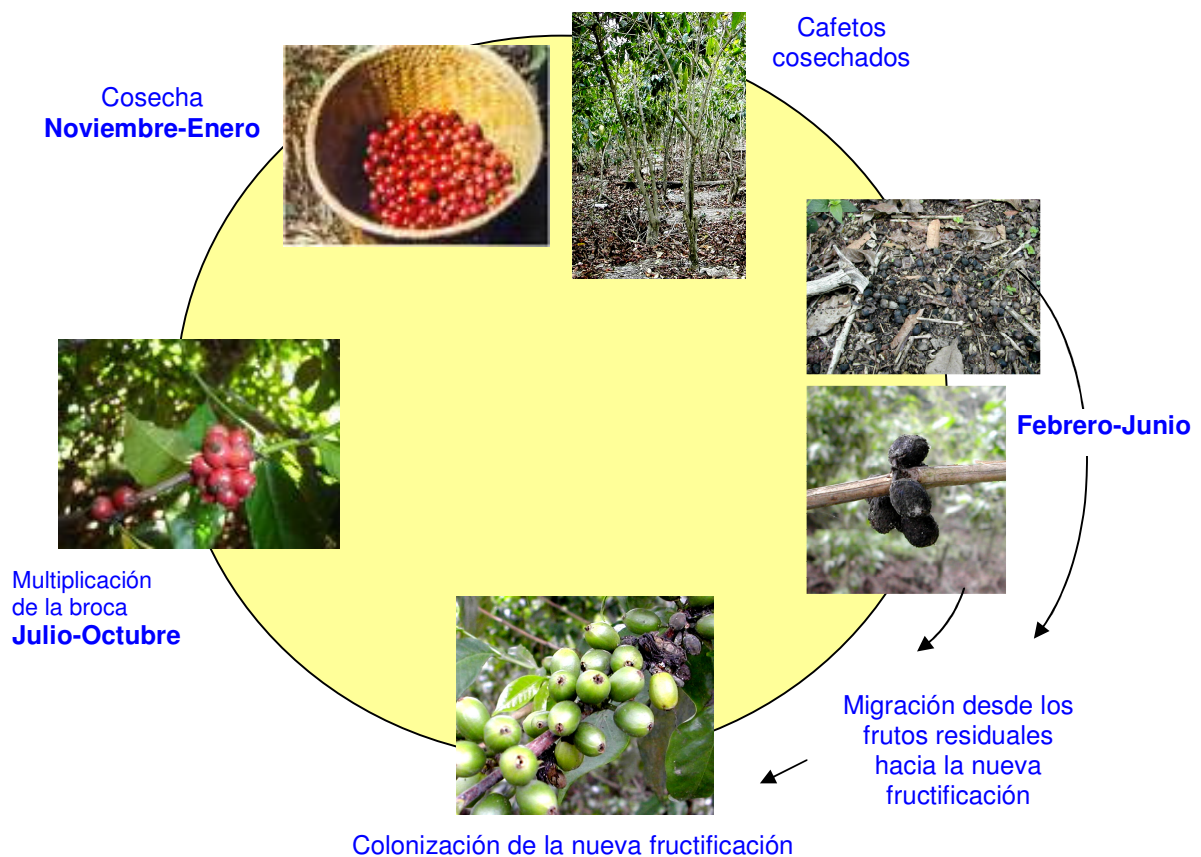 Cafetos
cosechados
Cosecha
Noviembre-Enero
Febrero-Junio
Multiplicación
de la broca
Julio-Octubre
Migración desde los
frutos residuales
hacia la nueva
fructificación
Colonización de la nueva fructificación